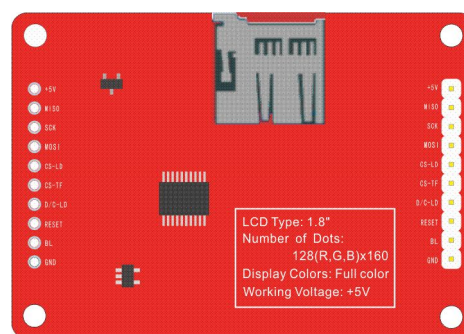 +5V
MISO
SCK
MOSI
CS-LD
CS-TF
D/C-LD
RESET
BL
GND
+5V
MISO
SCK
MOSI
CS-LD
CS-TF
D/C-LD
RESET
BL
GND
LCD Type: 1.8"
Number of Dots:
128(R,G,B)x160
Display Colors: Full color
Working Voltage: +5V